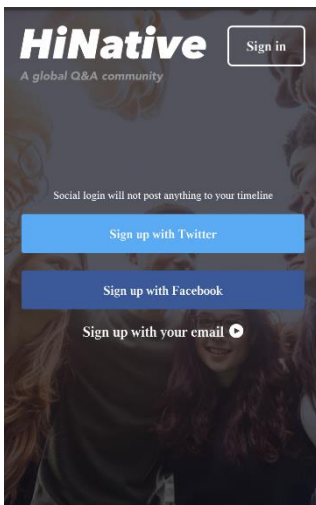 HiNative
Sign in
A global Q&A community
Social login will not post anything to your timeline
Sign up with Twitter
Sign up with Facebook
Sign up with your email